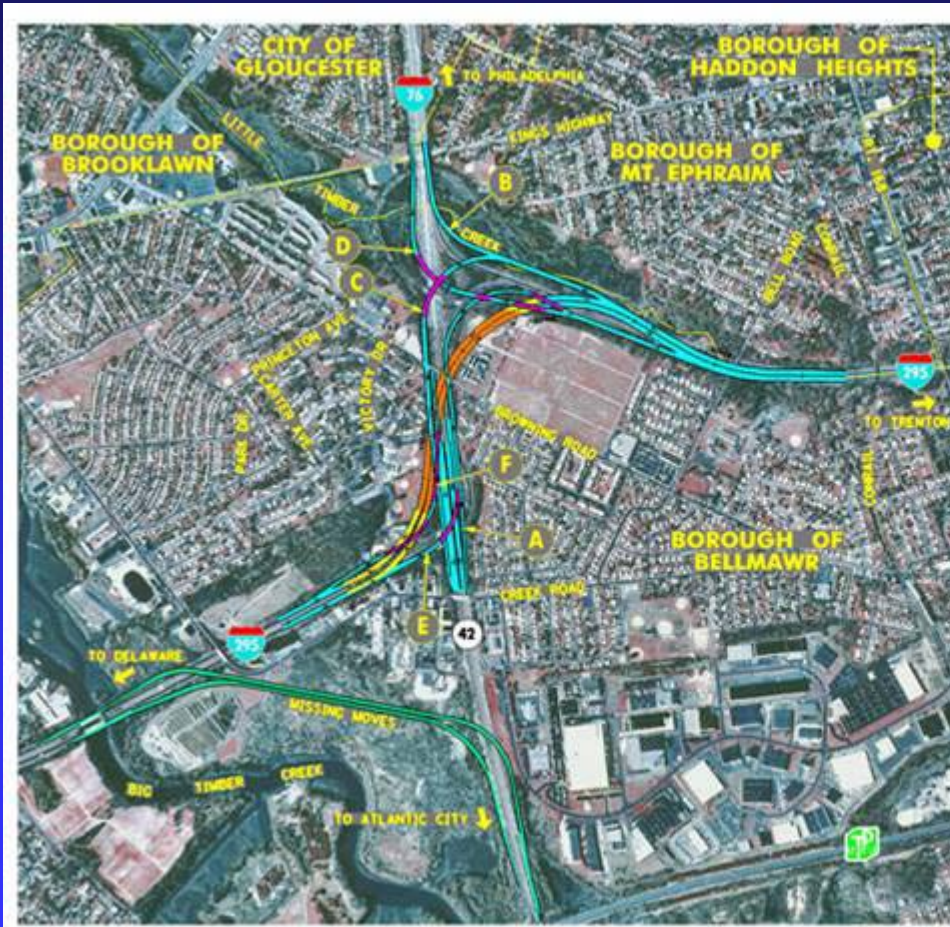 CITY OF
GLOUCESTER
BOROUGH OF
HADDON HEIGHTS
76
TO PHILADELPHIA
LITTLE
KINGS HIGHWAY
BOROUGH OF
BROOKLAWN
BOROUGH OF
MT. EPHRAIM
B
TIMBER
CREEK
D
BELL ROAD
CONRAIL
C
PRINCETON AVE.
CARTER AVE.
VICTORY DR
PARK DR
295
TO TRENTON
BROWNING ROAD
CONRAIL
F
A
BOROUGH OF
BELLMAWR
CREEK ROAD
E
42
295
TO DELAWARE
MISSING MOVES
BIG TIMBER CREEK
TO ATLANTIC CITY